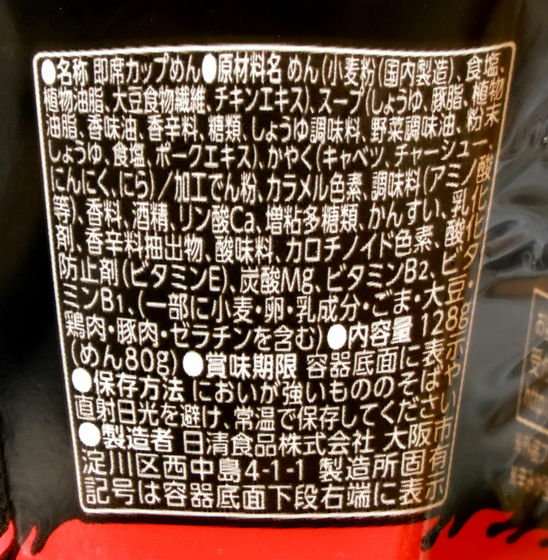 ●名称 即席カップめん●原材料名 めん(小麦粉(国内製造)、食塩、
植物油脂、大豆食物繊維、チキンエキス)、スープ(しょうゆ、豚脂、植物
油脂、香味油、香辛料、糖類、しょうゆ調味料、野菜調味油、粉末
しょうゆ、食塩、ポークエキス)、かやく(キャベツ、チャーシュー、
にんにく、にら)/加工でん粉、カラメル色素、調味料(アミノ酸
等)、香料、酒精、リン酸Ca、増粘多糖類、かんすい、乳化
剤、香辛料抽出物、酸味料、カロチノイド色素、酸化
防止剤(ビタミンE)、炭酸Mg、ビタミンB2、ビタ
ミンB1、(一部に小麦・卵・乳成分・ごま・大豆・
鶏肉・豚肉・ゼラチンを含む)●内容量 128g
(めん80g)●賞味期限 容器底面に表示
●保存方法 においが強いもののそばや
直射日光を避け、常温で保存してください
●製造者 日清食品株式会社 大阪市
淀川区西中島4-1-1 製造所固有
記号は容器底面下段右端に表示